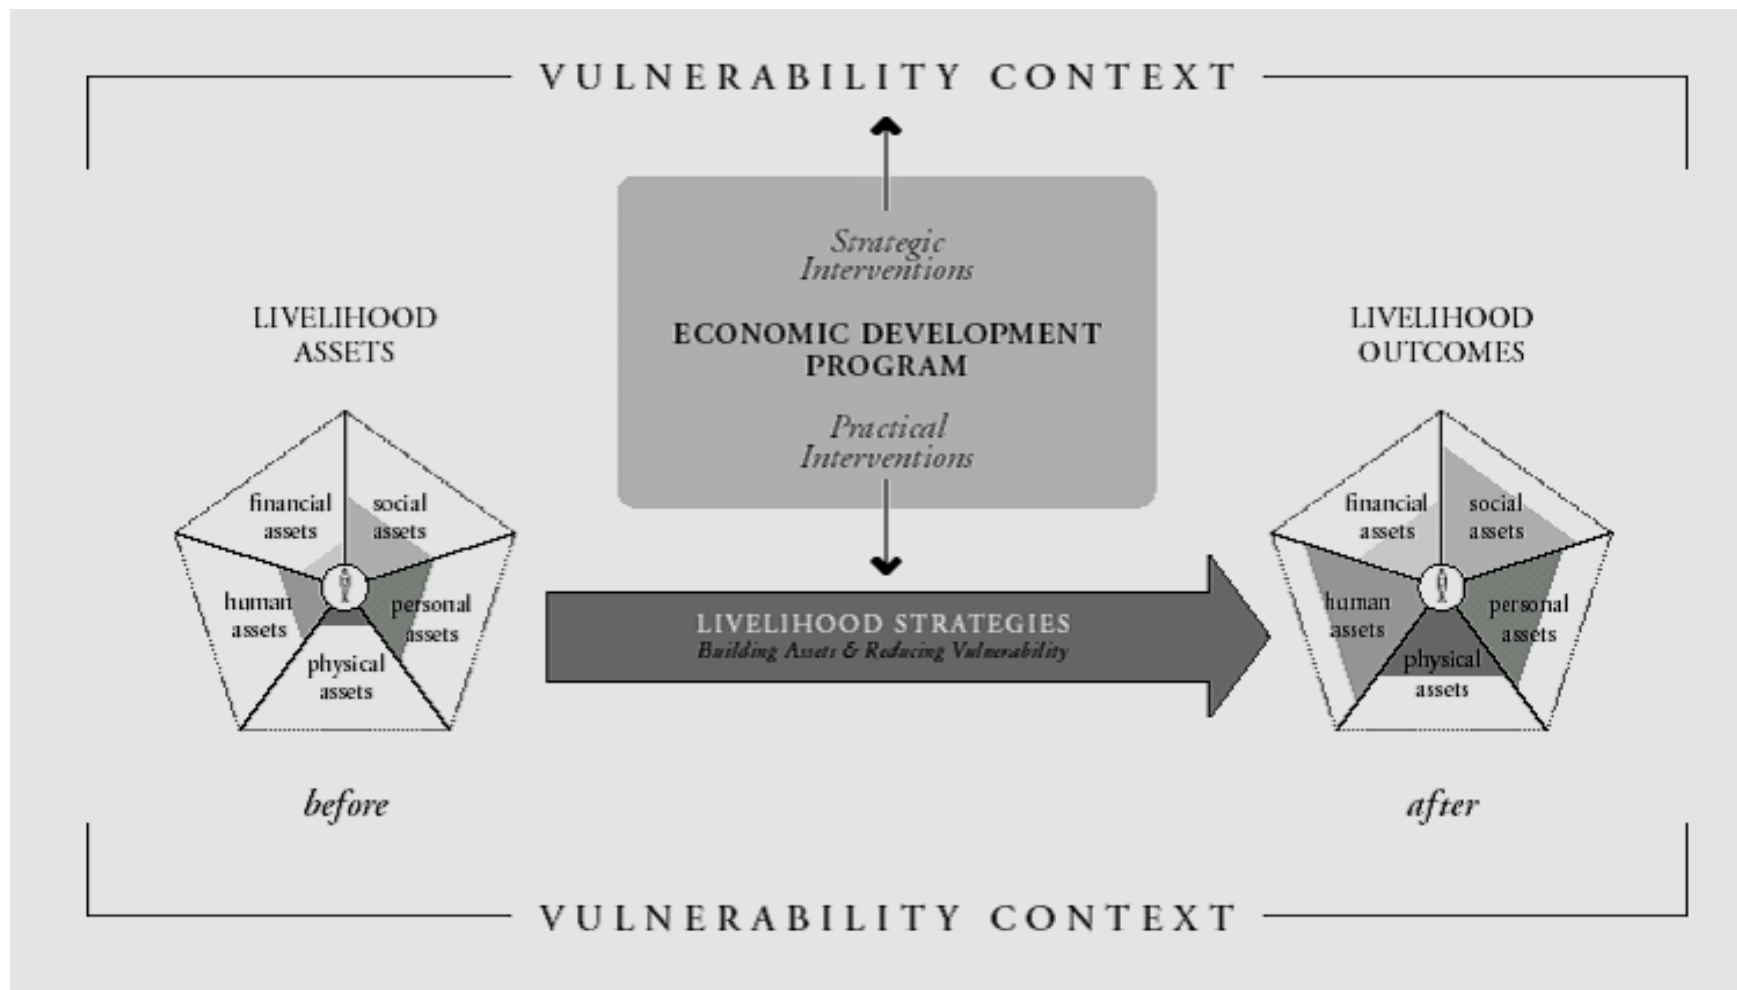 VULNERABILITY CONTEXT
Strategic
Interventions
ECONOMIC DEVELOPMENT
PROGRAM
Practical
Interventions
LIVELIHOOD
ASSETS
financial
assets
social
assets
human
assets
personal
assets
physical
assets
before
LIVELIHOOD STRATEGIES
Building Assets & Reducing Vulnerability
LIVELIHOOD
OUTCOMES
financial
assets
social
assets
human
assets
personal
assets
physical
assets
after
VULNERABILITY CONTEXT